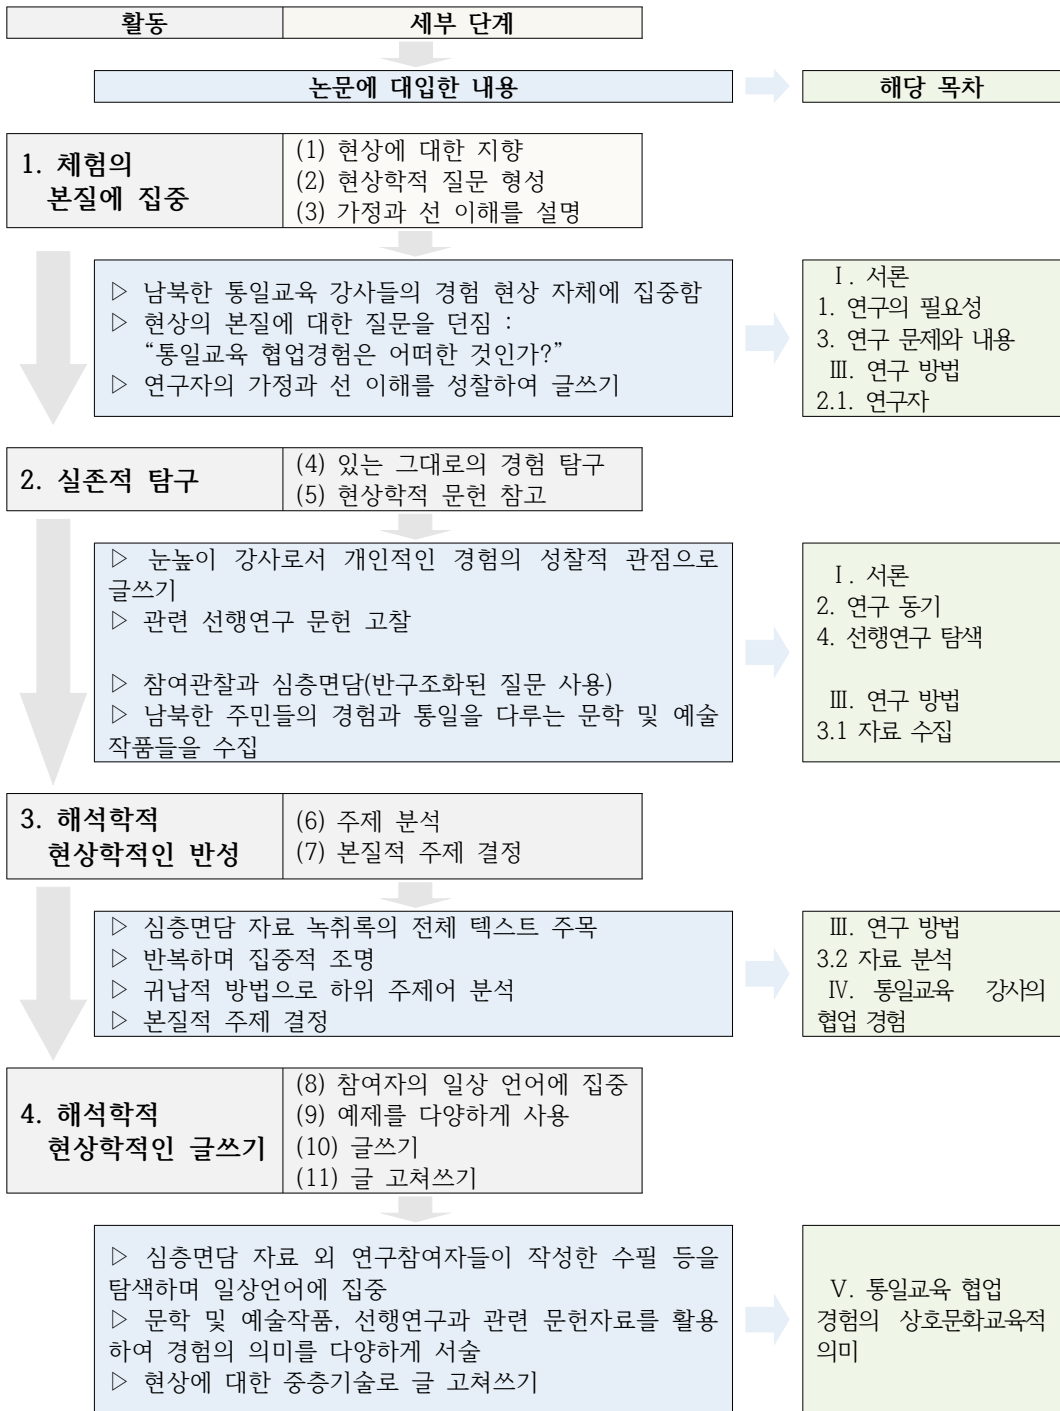 활동
세부 단계
논문에 대입한 내용
해당 목차
1. 체험의
본질에 집중
(1) 현상에 대한 지향
(2) 현상학적 질문 형성
(3) 가정과 선 이해를 설명
▷ 남북한 통일교육 강사들의 경험 현상 자체에 집중함
▷ 현상의 본질에 대한 질문을 던짐 :
“통일교육 협업경험은 어떠한 것인가?”
▷ 연구자의 가정과 선 이해를 성찰하여 글쓰기
Ⅰ. 서론
1. 연구의 필요성
3. 연구 문제와 내용
Ⅲ. 연구 방법
2.1. 연구자
2. 실존적 탐구
(4) 있는 그대로의 경험 탐구
(5) 현상학적 문헌 참고
▷ 눈높이 강사로서 개인적인 경험의 성찰적 관점으로
글쓰기
▷ 관련 선행연구 문헌 고찰
▷ 참여관찰과 심층면담(반구조화된 질문 사용)
▷ 남북한 주민들의 경험과 통일을 다루는 문학 및 예술
작품들을 수집
Ⅰ. 서론
2. 연구 동기
4. 선행연구 탐색
Ⅲ. 연구 방법
3.1 자료 수집
3. 해석학적
현상학적인 반성
(6) 주제 분석
(7) 본질적 주제 결정
▷ 심층면담 자료 녹취록의 전체 텍스트 주목
▷ 반복하며 집중적 조명
▷ 귀납적 방법으로 하위 주제어 분석
▷ 본질적 주제 결정
Ⅲ. 연구 방법
3.2 자료 분석
Ⅳ. 통일교육 강사의
협업 경험
4. 해석학적
현상학적인 글쓰기
(8) 참여자의 일상 언어에 집중
(9) 예제를 다양하게 사용
(10) 글쓰기
(11) 글 고쳐쓰기
▷ 심층면담 자료 외 연구참여자들이 작성한 수필 등을
탐색하며 일상언어에 집중
▷ 문학 및 예술작품, 선행연구과 관련 문헌자료를 활용
하여 경험의 의미를 다양하게 서술
▷ 현상에 대한 중층기술로 글 고쳐쓰기
Ⅴ. 통일교육 협업
경험의 상호문화교육적
의미